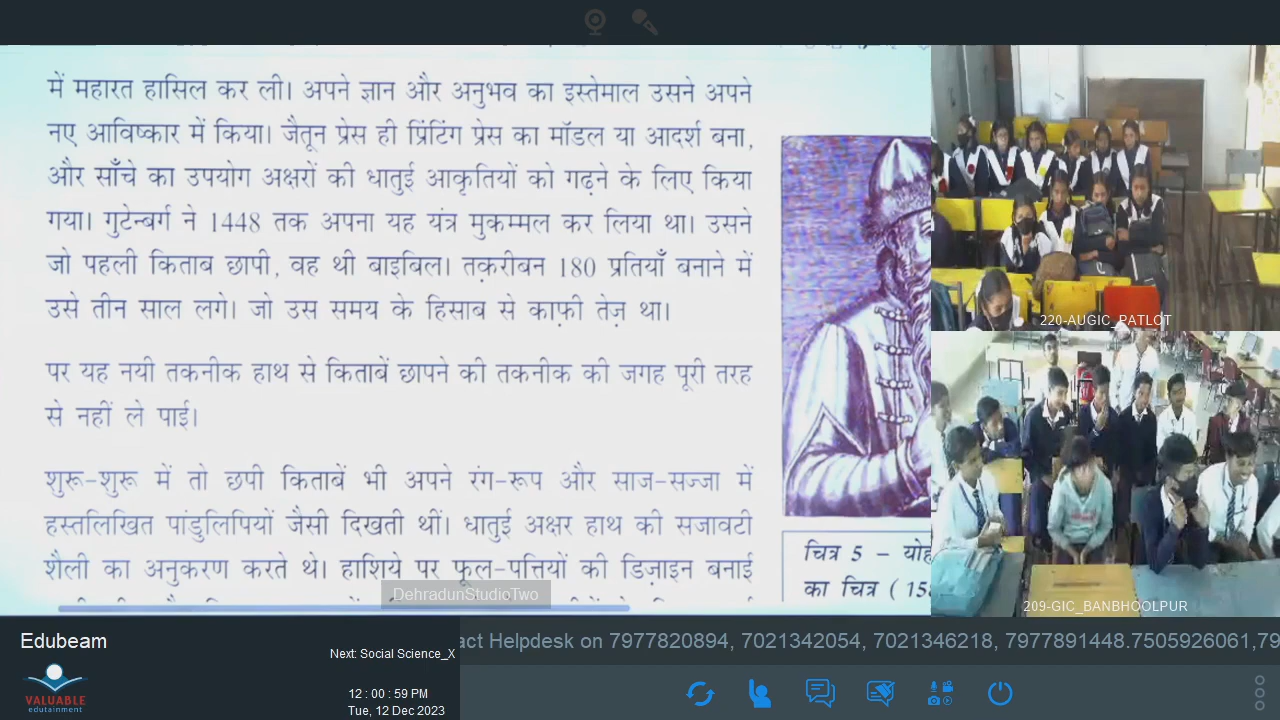 में महारत हासिल कर ली। अपने ज्ञान और अनुभव का इस्तेमाल उसने अपने
नए आविष्कार में किया। जैतून प्रेस ही प्रिंटिंग प्रेस का मॉडल या आदर्श बना,
और साँचे का उपयोग अक्षरों की धातुई आकृतियों को गढ़ने के लिए किया
गया। गुटेन्बर्ग ने 1448 तक अपना यह यंत्र मुकम्मल कर लिया था। उसने
जो पहली किताब छापी, वह थी बाइबिल। तक़रीबन 180 प्रतियाँ बनाने में
उसे तीन साल लगे। जो उस समय के हिसाब से काफ़ी तेज़ था।
पर यह नयी तकनीक हाथ से किताबें छापने की तकनीक की जगह पूरी तरह
से नहीं ले पाई।
शुरू-शुरू में तो छपी किताबें भी अपने रंग-रूप और साज-सज्जा में
हस्तलिखित पांडुलिपियों जैसी दिखती थीं। धातुई अक्षर हाथ की सजावटी
शैली का अनुकरण करते थे। हाशिये पर फूल-पत्तियों की डिज़ाइन बनाई
चित्र 5 –
का चित्र (15
DehradunStudioTwo
220-AUGIC_PATLOT
209-GIC_BANBHOOLPUR
Edubeam
VALUABLE
edutainment
Next: Social Science_X
12 : 00 : 59 PM
Tue, 12 Dec 2023
act Helpdesk on 7977820894, 7021342054, 7021346218, 7977891448.7505926061,79